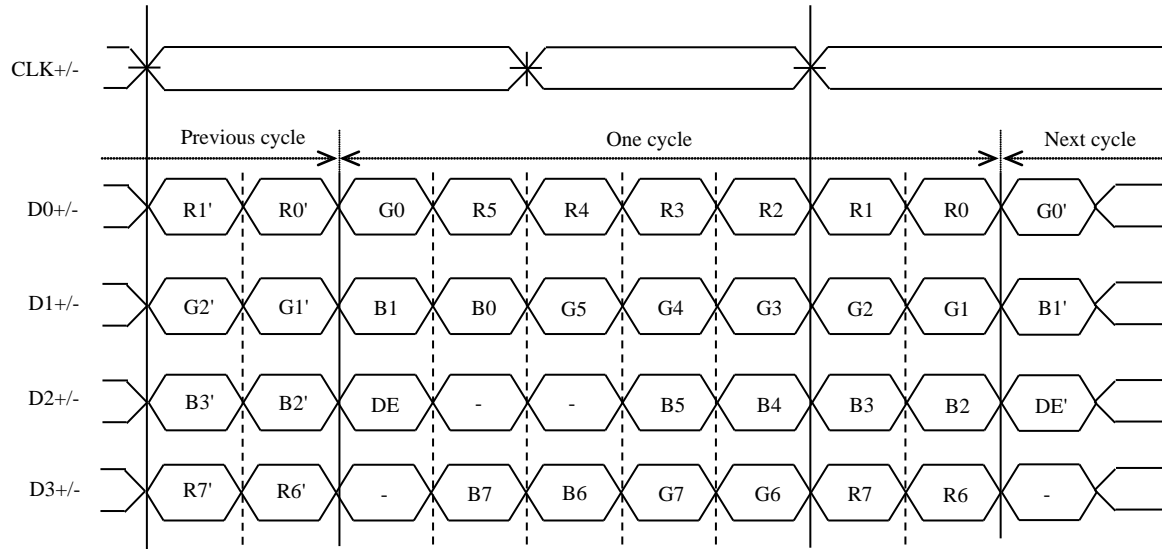 CLK+/-
Previous cycle One cycle Next cycle
D0+/- R1' R0' G0 R5 R4 R3 R2 R1 R0 G0'
D1+/- G2' G1' B1 B0 G5 G4 G3 G2 G1 B1'
D2+/- B3' B2' DE - - B5 B4 B3 B2 DE'
D3+/- R7' R6' - B7 B6 G7 G6 R7 R6 -